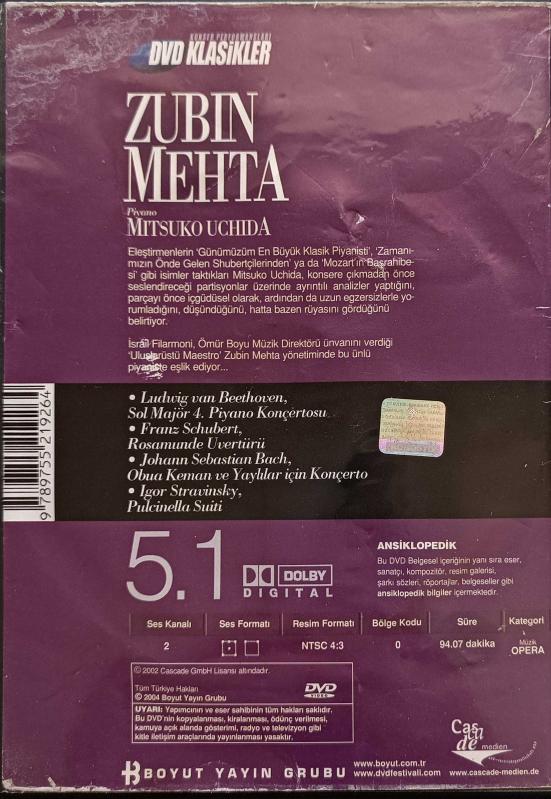 KONSER PERFORMANSLARI
DVD KLASİKLER
ZUBIN
MEHTA
Piyano
MITSUKO UCHIDA
Eleştirmenlerin 'Günümüzüm En Büyük Klasik Piyanisti', 'Zamanı-
mızın Önde Gelen Shubertçilerinden' ya da 'Mozart'ın Başrahibe-
si' gibi isimler taktıkları Mitsuko Uchida, konsere çıkmadan önce
seslendireceği partisyonlar üzerinde ayrıntılı analizler yaptığını,
parçayı önce içgüdüsel olarak, ardından da uzun egzersizlerle yo-
rumladığını, düşündüğünü, hatta bazen rüyasını gördüğünü
belirtiyor.
İsrail Filarmoni, Ömür Boyu Müzik Direktörü ünvanını verdiği
'Uluslarüstü Maestro' Zubin Mehta yönetiminde bu ünlü
piyaniste eşlik ediyor...
• Ludwig van Beethoven,
Sol Majör 4. Piyano Konçertosu
• Franz Schubert,
Rosamunde Uvertürü
• Johann Sebastian Bach,
Obua Keman ve Yaylılar için Konçerto
• Igor Stravinsky,
Pulcinella Suiti
9 789755 219264
5.1
DOLBY
DIGITAL
ANSİKLOPEDİK
Bu DVD Belgesel içeriğinin yanı sıra eser,
sanatçı, kompozitör, resim galerisi,
şarkı sözleri, röportajlar, belgeseller gibi
ansiklopedik bilgiler içermektedir.
Ses Kanalı Ses Formatı Resim Formatı Bölge Kodu Süre Kategori
2 NTSC 4:3 0 94.07 dakika Müzik
OPERA
© 2002 Cascade GmbH Lisansı altındadır.
Tüm Türkiye Hakları
© 2004 Boyut Yayın Grubu
DVD
VIDEO
UYARI: Yapımcının ve eser sahibinin tüm hakları saklıdır.
Bu DVD'nin kopyalanması, kiralanması, ödünç verilmesi,
kamuya açık alanda gösterimi, radyo ve televizyon gibi
kitle iletişim araçlarında yayınlanması yasaktır.
Cascade
medien
BOYUT YAYIN GRUBU
www.boyut.com.tr
www.dvdfestivali.com
www.cascade-medien.de